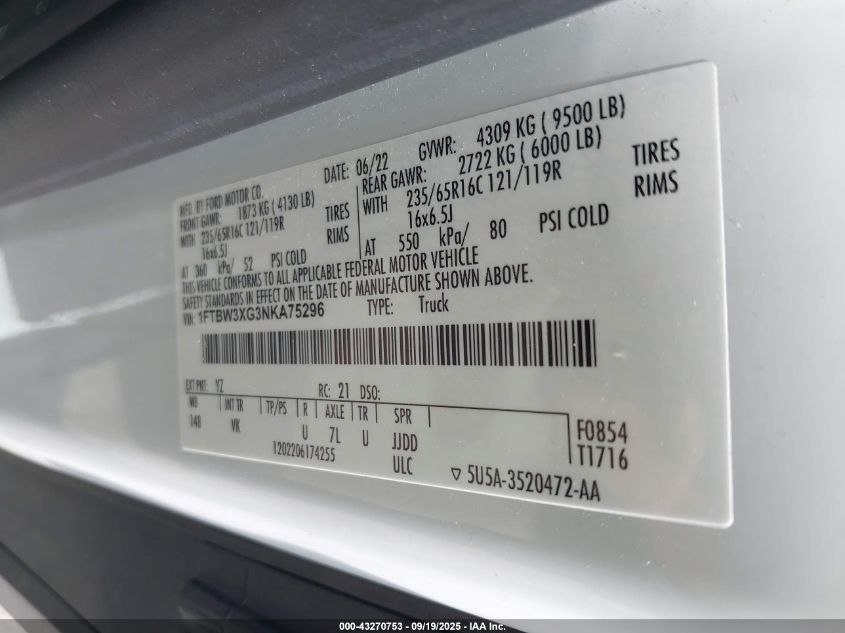 MFD. BY FORD MOTOR CO.
DATE: 06/22
GVWR: 4309 KG ( 9500 LB)
FRONT GAWR: 1873 KG ( 4130 LB)
WITH 235/65R16C 121/119R TIRES
16x6.5J RIMS
AT 360 kPa/ 52 PSI COLD
REAR GAWR: 2722 KG ( 6000 LB)
WITH 235/65R16C 121/119R TIRES
16x6.5J RIMS
AT 550 kPa/ 80 PSI COLD
THIS VEHICLE CONFORMS TO ALL APPLICABLE FEDERAL MOTOR VEHICLE
SAFETY STANDARDS IN EFFECT ON THE DATE OF MANUFACTURE SHOWN ABOVE.
VIN: 1FTBW3XG3NKA75296 TYPE: Truck
EXT PNT: YZ RC: 21 DSO:
WB INT TR TP/PS R AXLE TR SPR
148 VK U 7L U JJDD
1202206174255 ULC
F0854
T1716
5U5A-3520472-AA
000-43270753 - 09/19/2025 - IAA Inc.